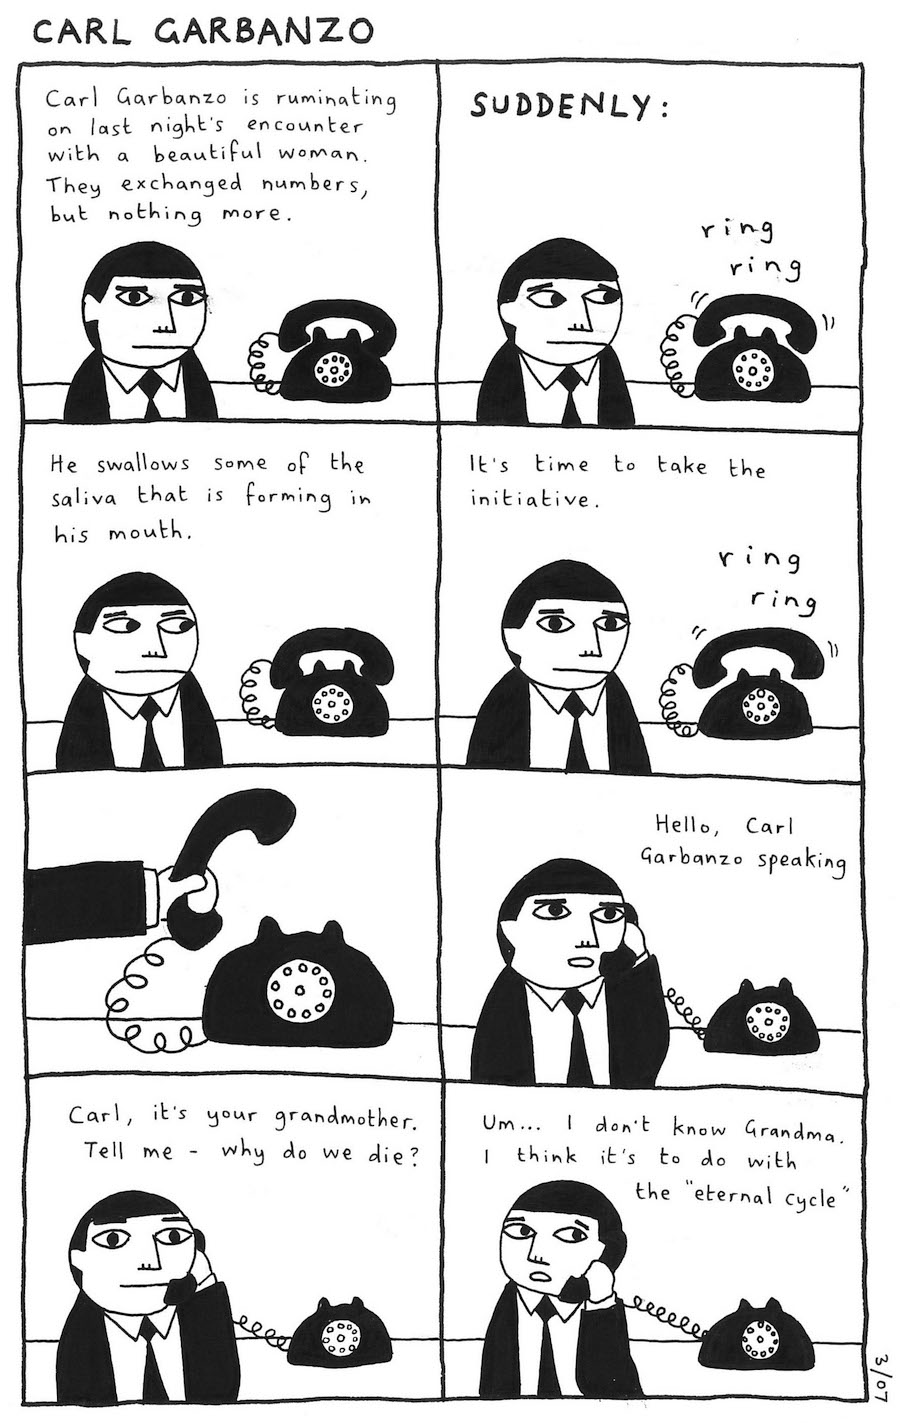 CARL GARBANZO
Carl Garbanzo is ruminating
on last night's encounter
with a beautiful woman.
They exchanged numbers,
but nothing more.
SUDDENLY:
ring
ring
He swallows some of the
saliva that is forming in
his mouth.
It's time to take the
initiative.
ring
ring
Hello, Carl
Garbanzo speaking
Carl, it's your grandmother.
Tell me - why do we die?
Um... I don't know Grandma.
I think it's to do with
the "eternal cycle"
3/07